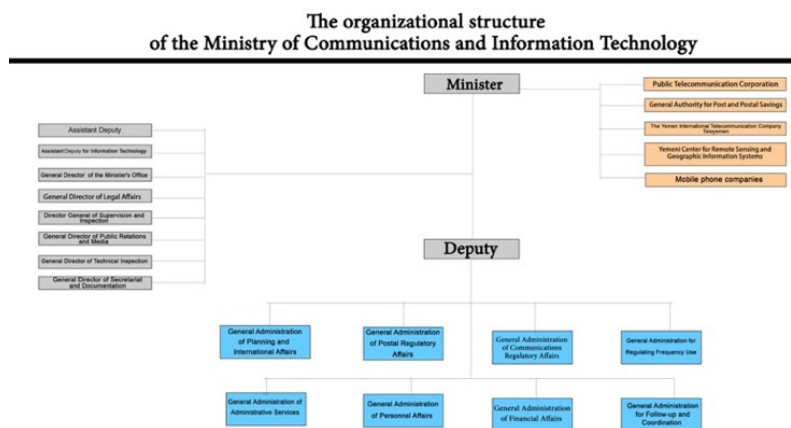 The organizational structure
of the Ministry of Communications and Information Technology
Minister
Public Telecommunication Corporation
General Authority for Post and Postal Savings
The Yemen International Telecommunication Company
Teleyemen
Yemeni Center for Remote Sensing and
Geographic Information Systems
Mobile phone companies
Assistant Deputy
Assistant Deputy for Information Technology
General Director of the Minister's Office
General Director of Legal Affairs
Director General of Supervision and
Inspection
General Director of Public Relations
and Media
General Director of Technical Inspection
General Director of Secretariat
and Documentation
Deputy
General Administration
of Planning and
International Affairs
General Administration
of Postal Regulatory
Affairs
General Administration
of Communications
Regulatory Affairs
General Administration for
Regulating Frequency Use
General Administration of
Administrative Services
General Administration
of Personnel Affairs
General Administration
of Financial Affairs
General Administration
for Follow-up and
Coordination